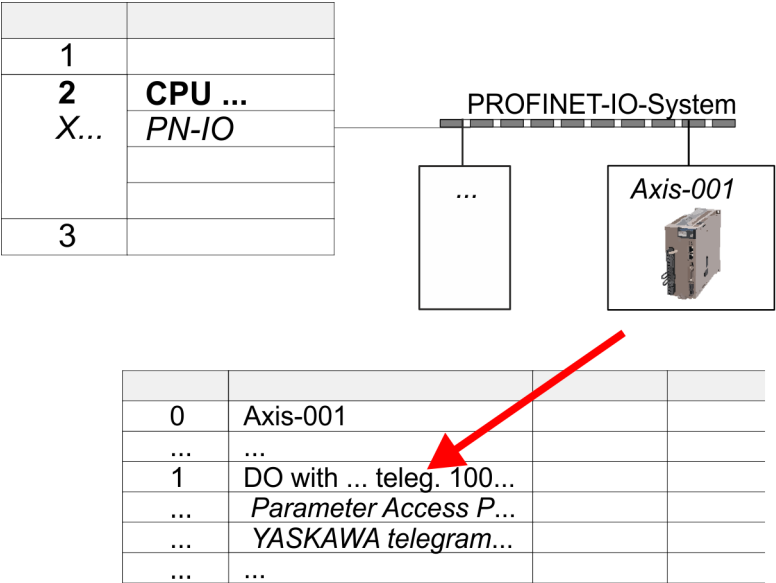 1
2 CPU ...
X... PN-IO
3
PROFINET-IO-System
...
Axis-001
0 Axis-001
... ...
1 DO with ... teleg. 100...
... Parameter Access P...
... YASKAWA telegram...
... ...